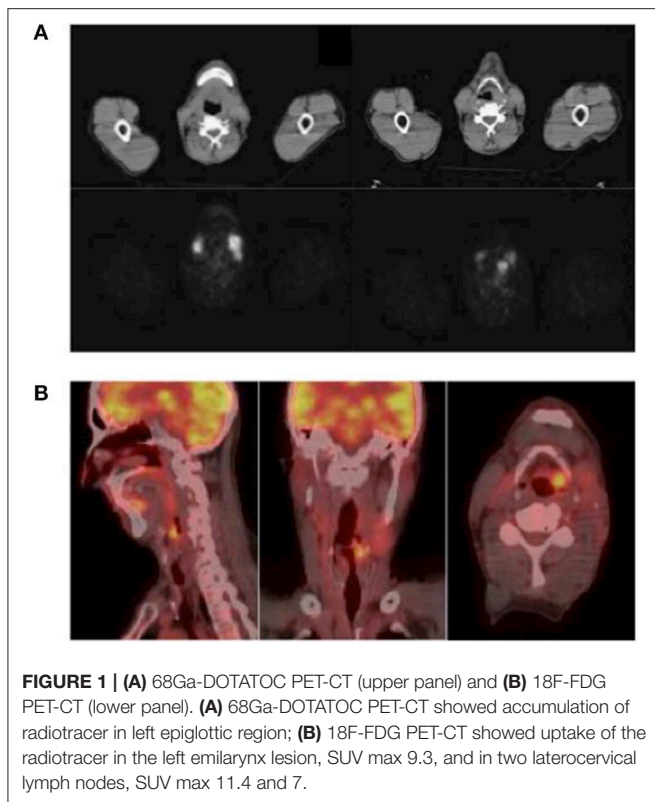 A
B
FIGURE 1 | (A) 68Ga-DOTATOC PET-CT (upper panel) and (B) 18F-FDG
PET-CT (lower panel). (A) 68Ga-DOTATOC PET-CT showed accumulation of
radiotracer in left epiglottic region; (B) 18F-FDG PET-CT showed uptake of the
radiotracer in the left emilarynx lesion, SUV max 9.3, and in two laterocervical
lymph nodes, SUV max 11.4 and 7.